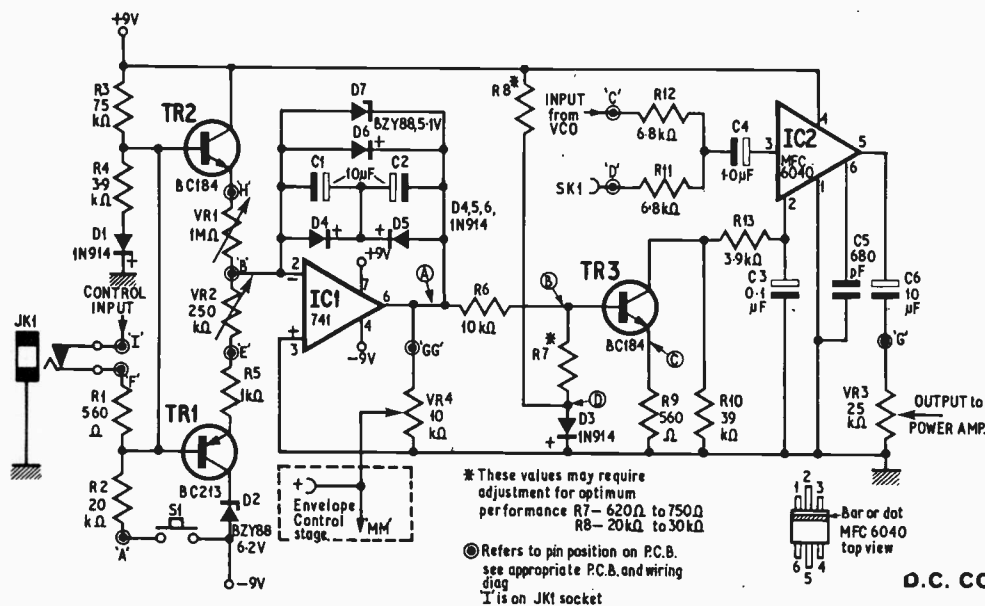 +9V
R3
75
kΩ
R4
39
kΩ
D1
1N914
+
CONTROL
INPUT
JK1
'I'
'F'
R1
560
Ω
R2
20
kΩ
'A'
S1
TR2
BC184
'H'
VR1
1MΩ
'B'
VR2
250
kΩ
'E'
R5
1kΩ
TR1
BC213
D2
BZY88
6·2V
-9V
D7
BZY88,5·1V
D6
+
C1
10µF
C2
D4
+
+
D5
D4,5,6,
1N914
+9V
2
-
7
IC1
741
6
+
3
4
-9V
A
'GG'
VR4
10
kΩ
+
Envelope
Control
stage
'MM'
R6
10kΩ
B
R8
*
INPUT
from
VCO
'C'
R12
6·8kΩ
SK1
'D'
R11
6·8kΩ
C4
1·0µF
3
IC2
MFC
6040
4
5
6
1
2
TR3
BC184
C
R7
*
D
D3
1N914
+
R9
560
Ω
R10
39
kΩ
R13
3·9kΩ
C3
0·1
µF
C5
680
pF
C6
10
µF
'G'
VR3
25
kΩ
OUTPUT to
POWER AMP.
* These values may require
adjustment for optimum
performance R7– 620Ω to 750Ω
R8– 20kΩ to 30kΩ
Refers to pin position on P.C.B.
see appropriate P.C.B. and wiring
diag
'I' is on JK1 socket
1 2 3
Bar or dot
MFC 6040
top view
6 5 4
D.C. CO